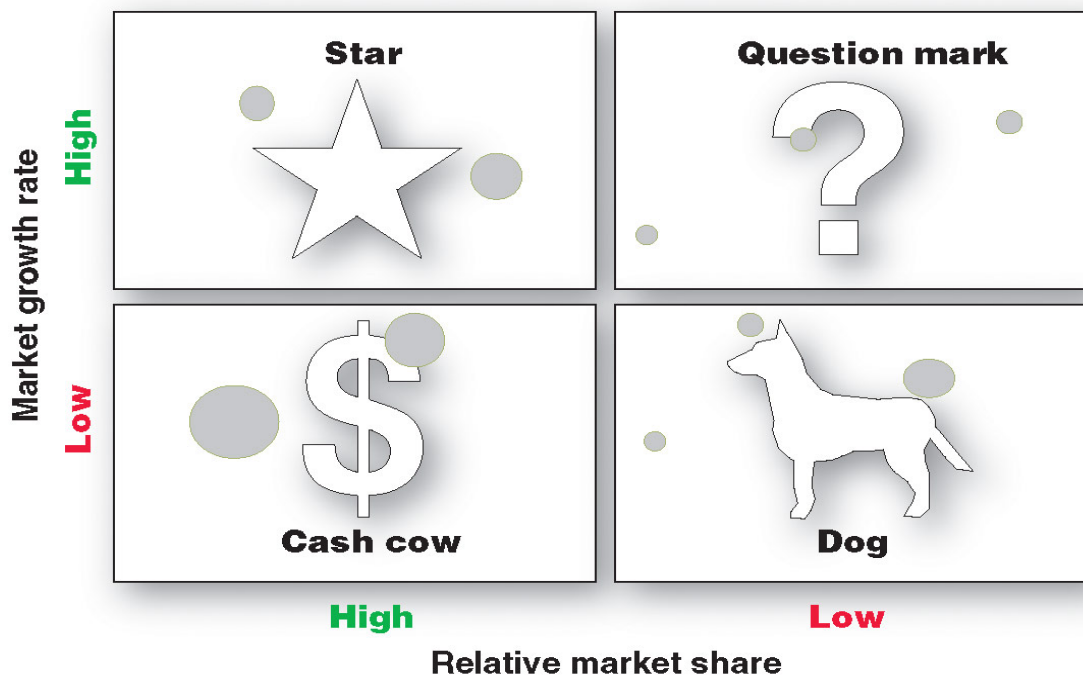 Star
Question mark
?
High
Market growth rate
Low
$
Cash cow
Dog
High
Low
Relative market share